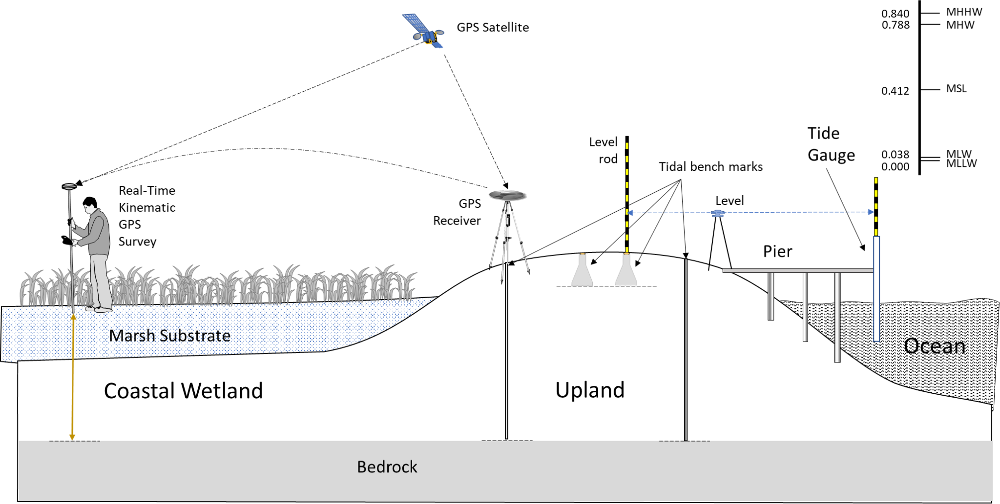 GPS Satellite
0.840 MHHW
0.788 MHW
0.412 MSL
0.038 MLW
0.000 MLLW
Tide
Gauge
Level
rod
Tidal bench marks
Real-Time
Kinematic
GPS
Survey
GPS
Receiver
Level
Pier
Marsh Substrate
Ocean
Coastal Wetland
Upland
Bedrock